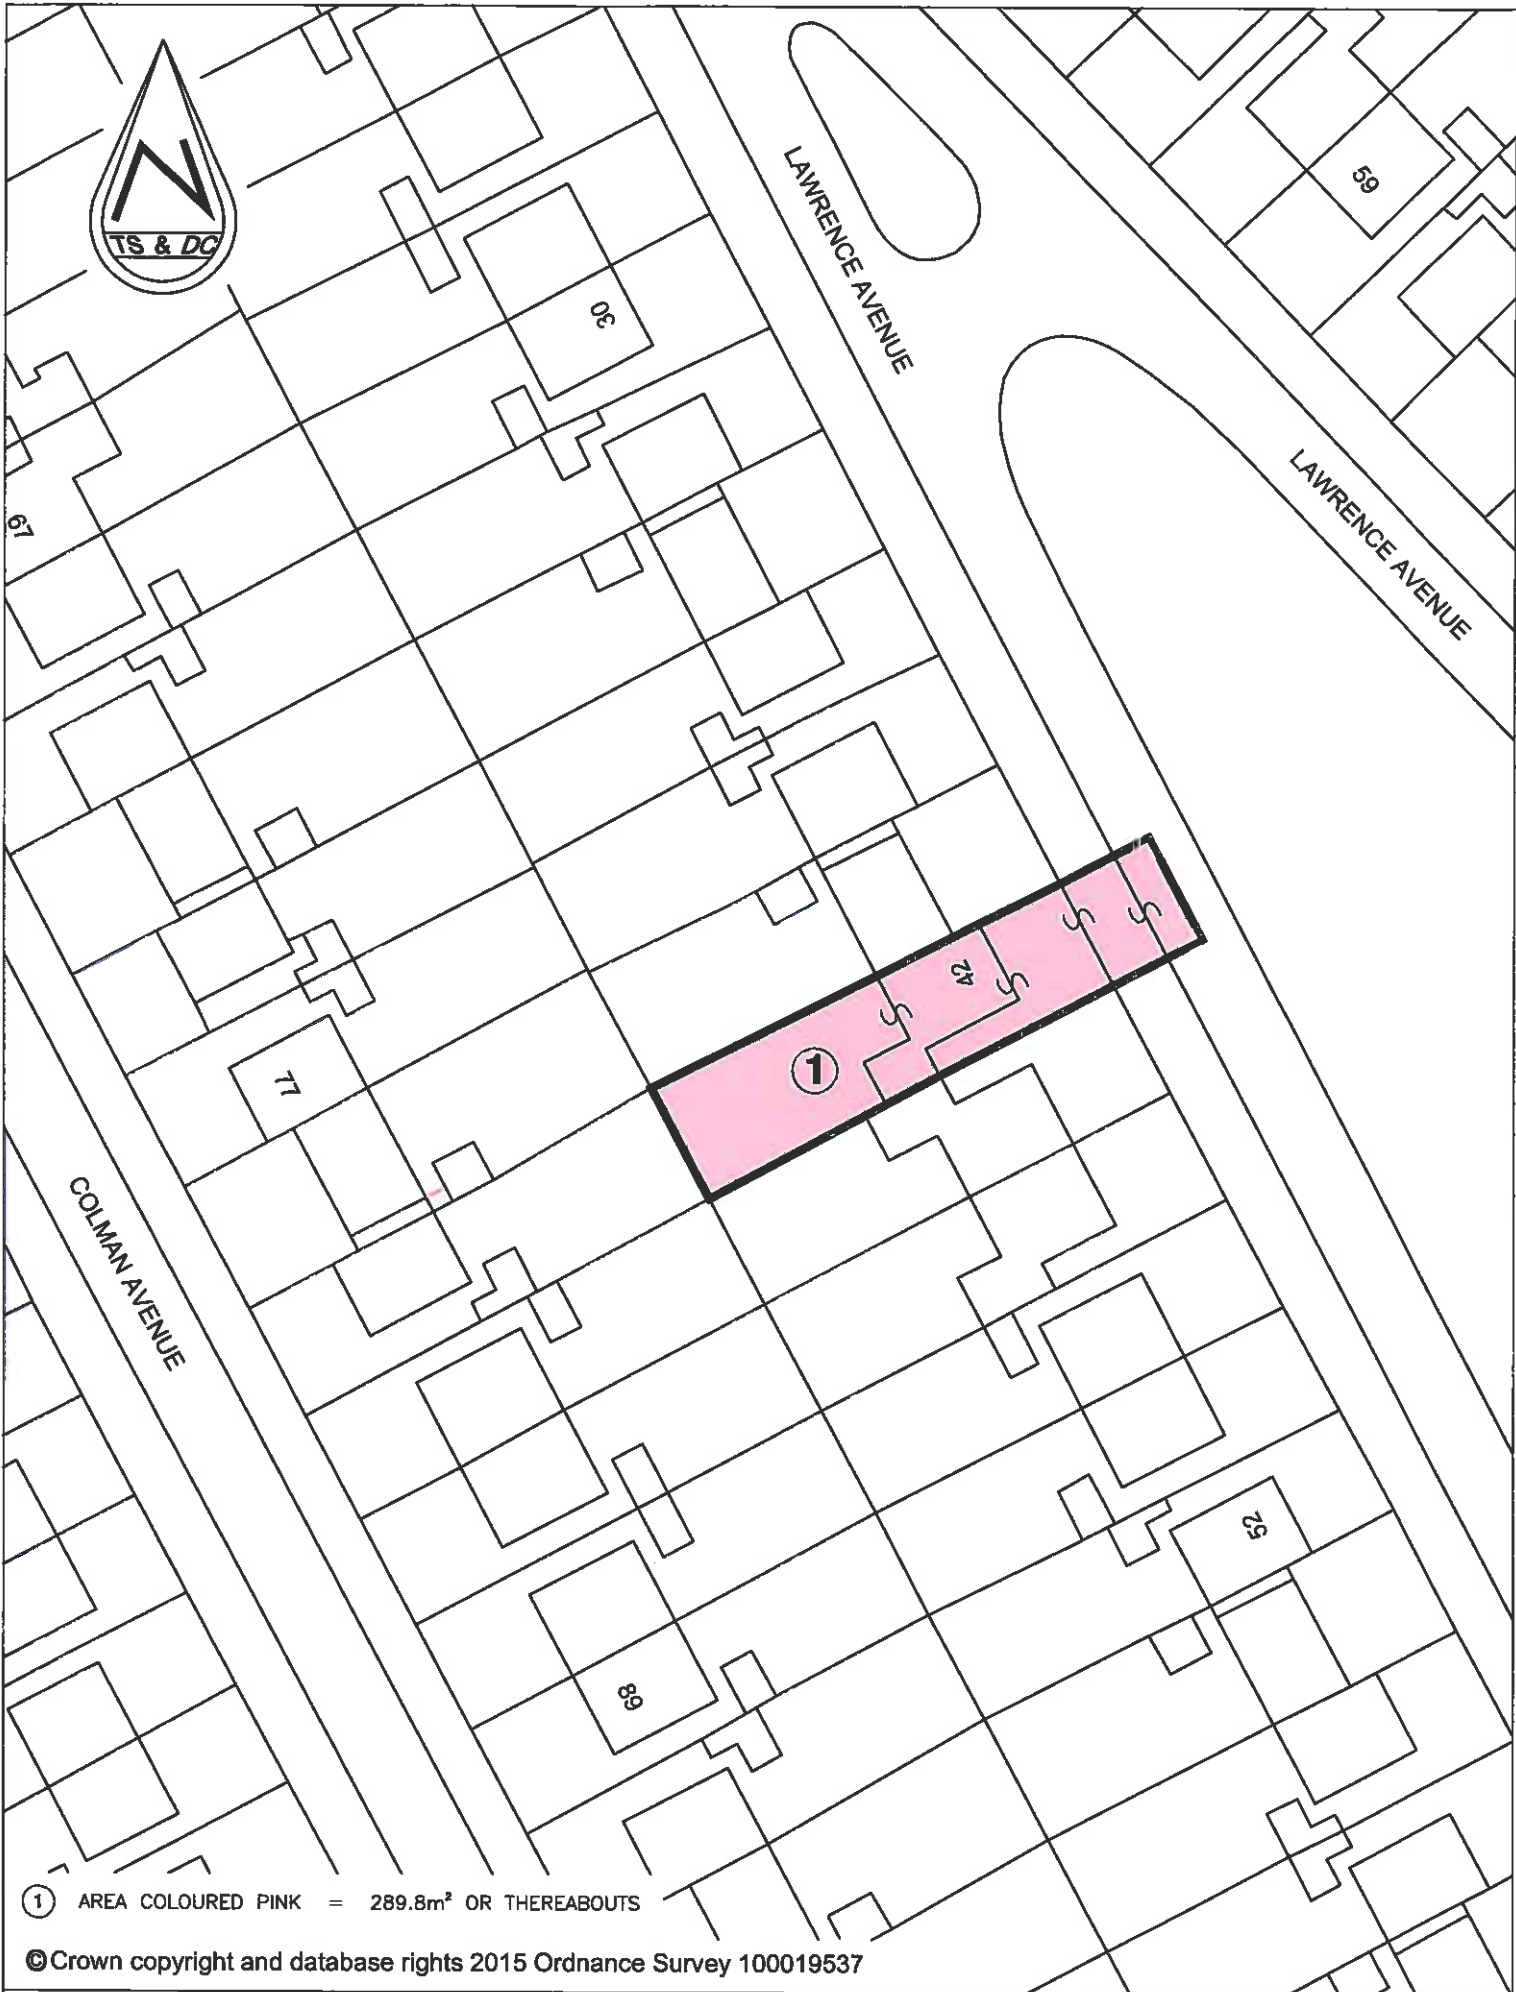 TS & DC
LAWRENCE AVENUE
59
30
LAWRENCE AVENUE
67
42
1
77
COLMAN AVENUE
52
89
1 AREA COLOURED PINK = 289.8m² OR THEREABOUTS
©Crown copyright and database rights 2015 Ordnance Survey 100019537